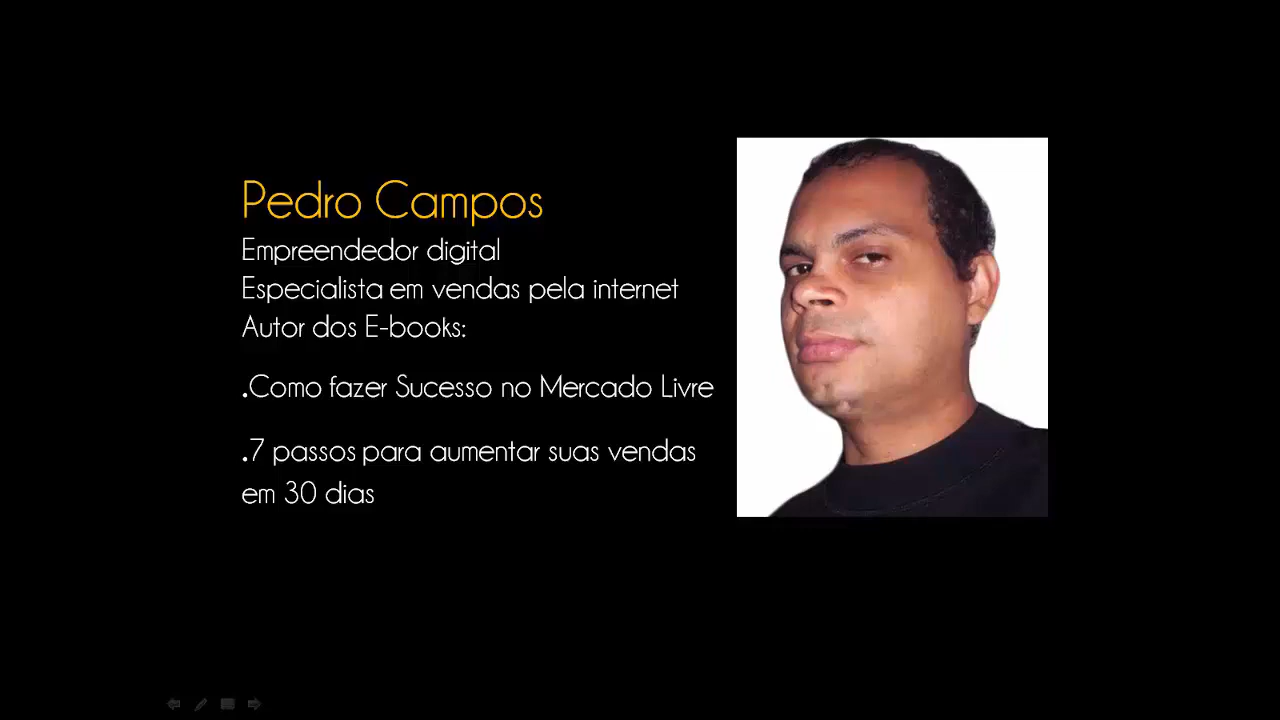 Pedro Campos
Empreendedor digital
Especialista em vendas pela internet
Autor dos E-books:
.Como fazer Sucesso no Mercado Livre
.7 passos para aumentar suas vendas
em 30 dias